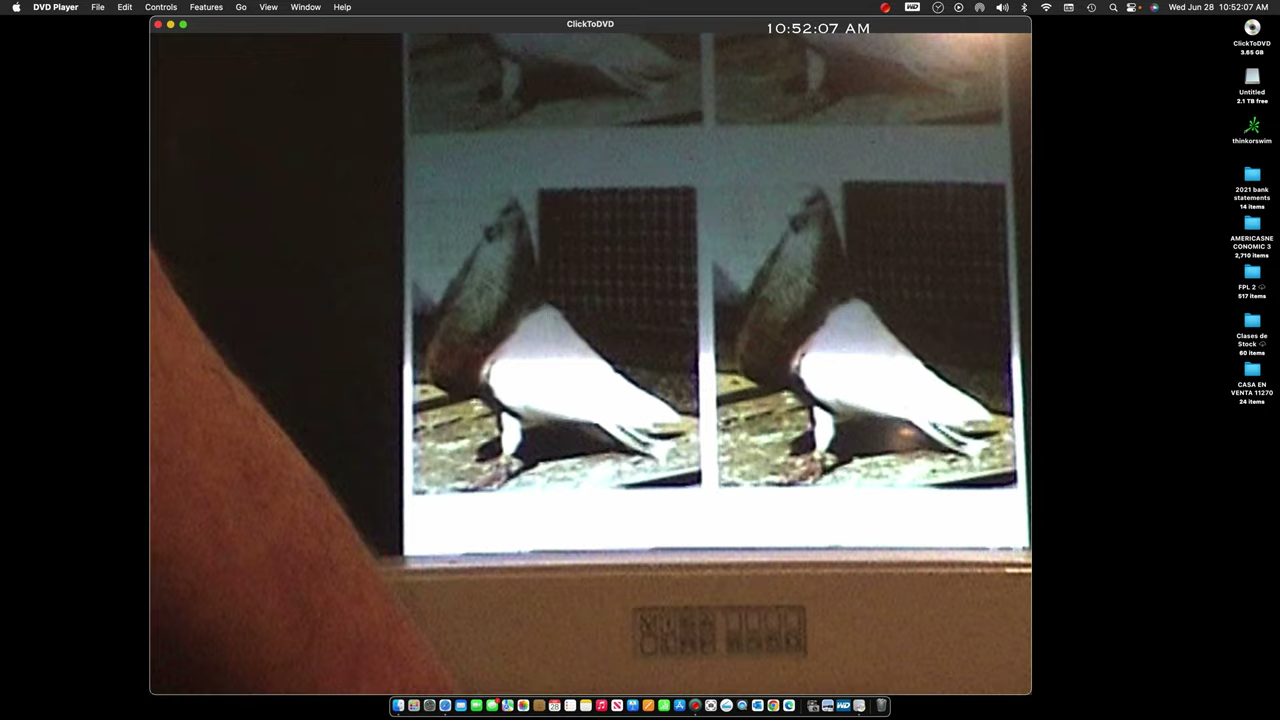 DVD Player File Edit Controls Features Go View Window Help WD Wed Jun 28 10:52:07 AM
ClickToDVD
10:52:07 AM
ClickToDVD
3.65 GB
Untitled
2.1 TB free
thinkorswim
2021 bank
statements
14 items
AMERICASNE
CONOMIC 3
2,710 items
FPL 2
517 items
Clases de
Stock
60 items
CASA EN
VENTA 11270
24 items
WD